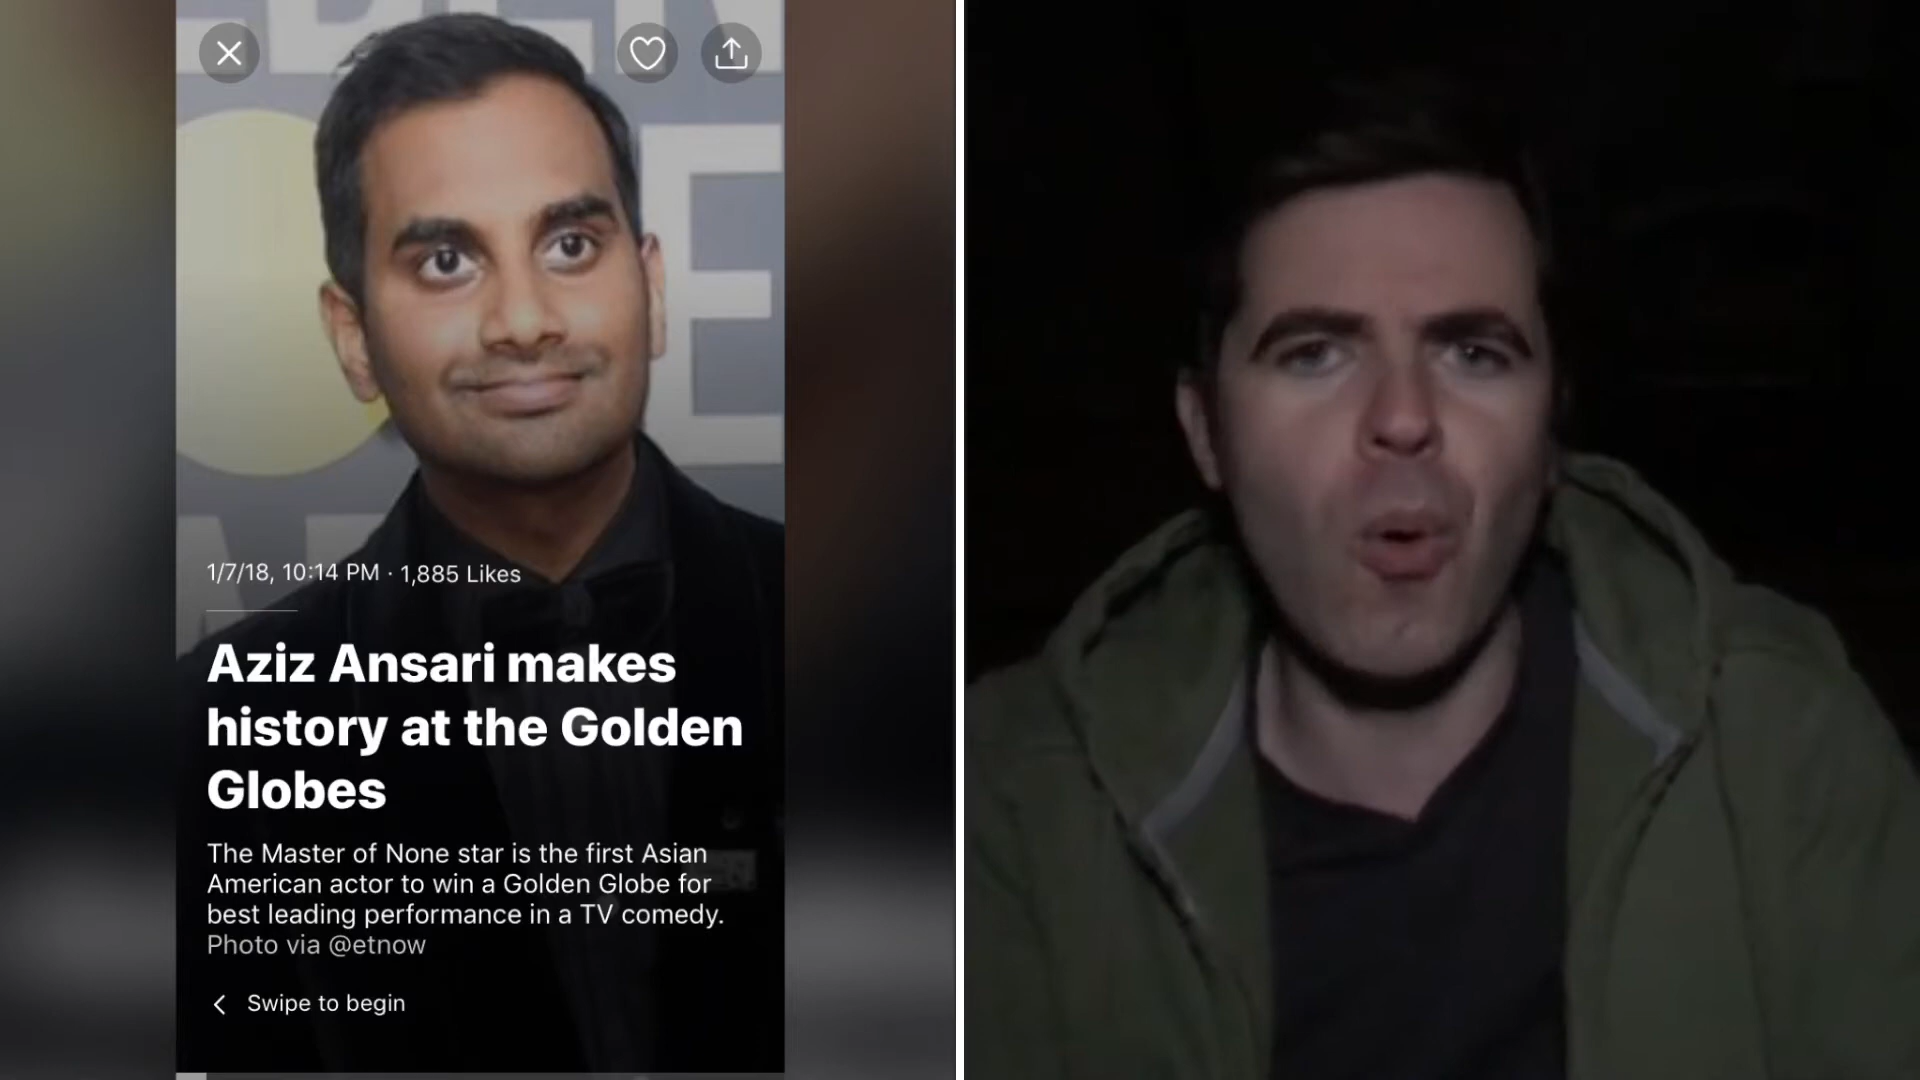 1/7/18, 10:14 PM · 1,885 Likes
Aziz Ansari makes
history at the Golden
Globes
The Master of None star is the first Asian
American actor to win a Golden Globe for
best leading performance in a TV comedy.
Photo via @etnow
Swipe to begin